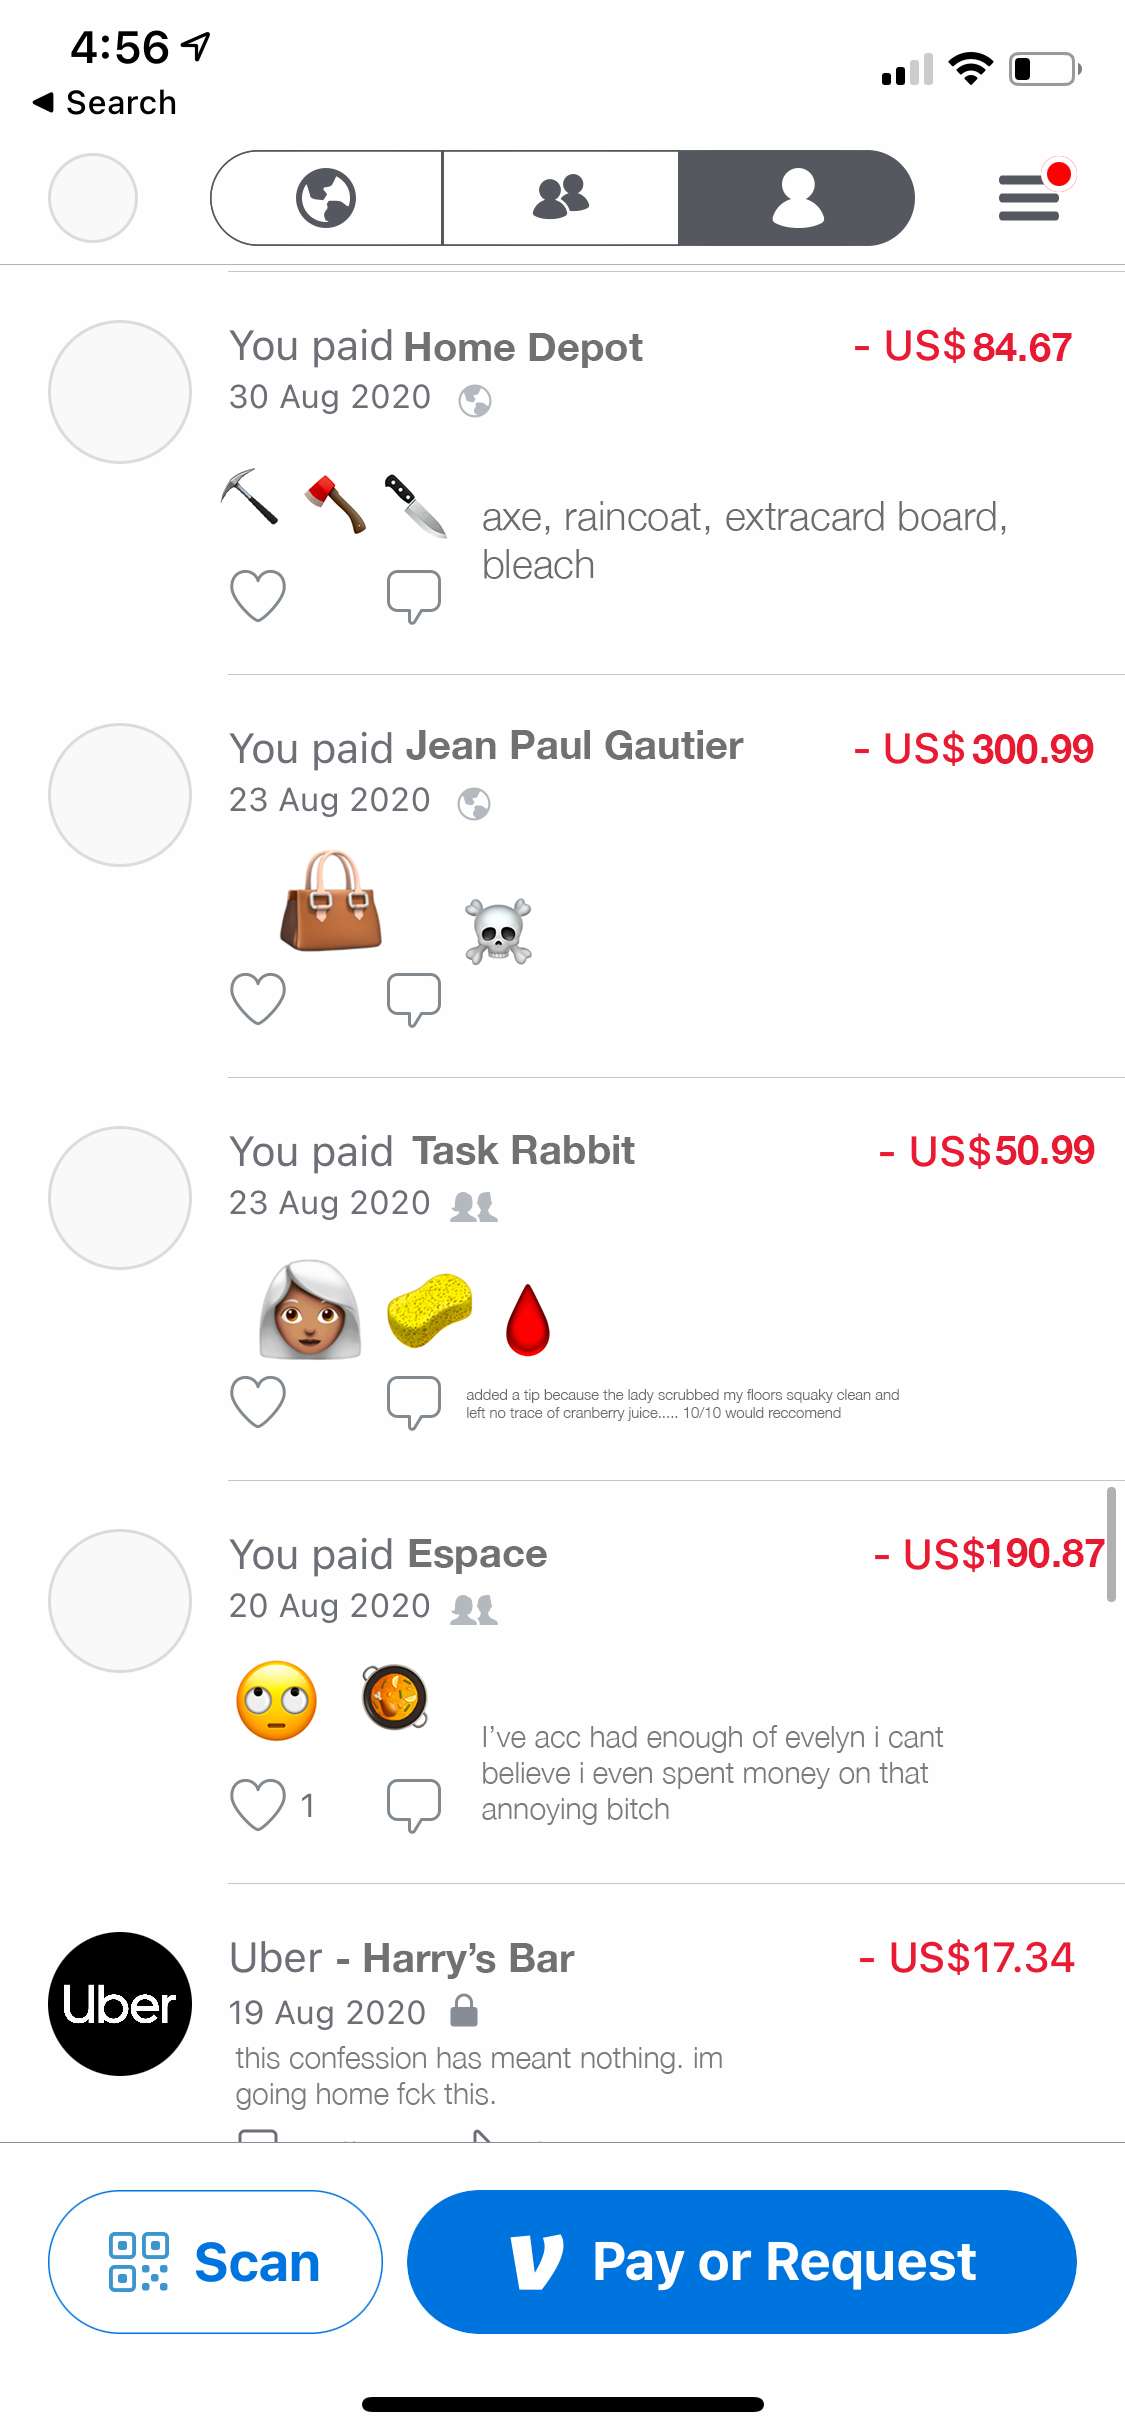 4:56
Search
You paid Home Depot
- US$ 84.67
30 Aug 2020
axe, raincoat, extracard board,
bleach
You paid Jean Paul Gautier
- US$ 300.99
23 Aug 2020
You paid Task Rabbit
- US$50.99
23 Aug 2020
added a tip because the lady scrubbed my floors squaky clean and
left no trace of cranberry juice..... 10/10 would reccomend
You paid Espace
- US$190.87
20 Aug 2020
I've acc had enough of evelyn i cant
believe i even spent money on that
annoying bitch
1
Uber - Harry's Bar
- US$17.34
Uber
19 Aug 2020
this confession has meant nothing. im
going home fck this.
Scan
Pay or Request